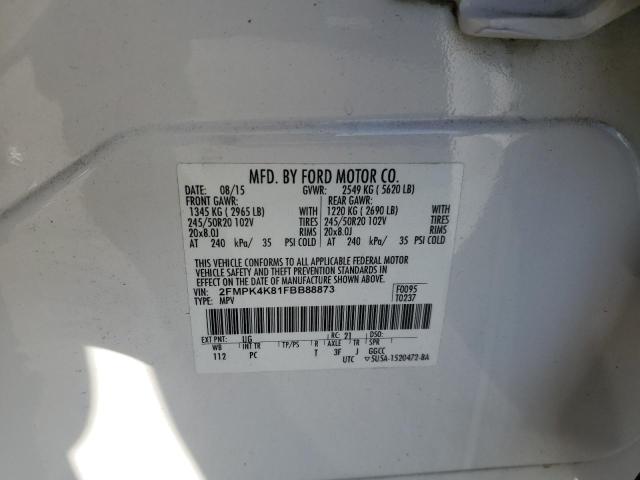 MFD. BY FORD MOTOR CO.
DATE: 08/15 GVWR: 2549 KG ( 5620 LB)
FRONT GAWR: REAR GAWR:
1345 KG ( 2965 LB) WITH 1220 KG ( 2690 LB) WITH
245/50R20 102V TIRES 245/50R20 102V TIRES
20x8.0J RIMS 20x8.0J RIMS
AT 240 kPa/ 35 PSI COLD AT 240 kPa/ 35 PSI COLD
THIS VEHICLE CONFORMS TO ALL APPLICABLE FEDERAL MOTOR
VEHICLE SAFETY AND THEFT PREVENTION STANDARDS IN EFFECT ON THE
DATE OF MANUFACTURE SHOWN ABOVE.
VIN: 2FMPK4K81FBB88873 F0095
TYPE: MPV T0237
EXT PNT: UG RC: 21 DSO:
WB INT TR TP/PS R AXLE TR SPR
112 PC T 3F J GGCC
UTC ▽5USA-1520472-BA